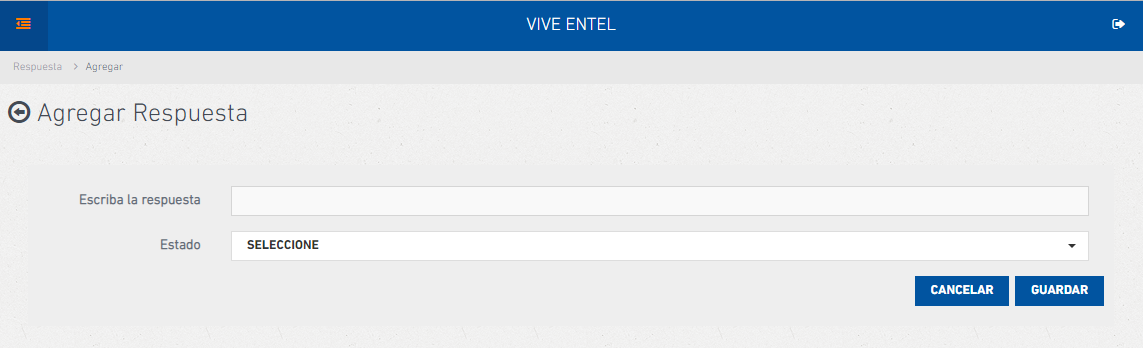 VIVE ENTEL
Respuesta > Agregar
Agregar Respuesta
Escriba la respuesta
Estado SELECCIONE
CANCELAR GUARDAR